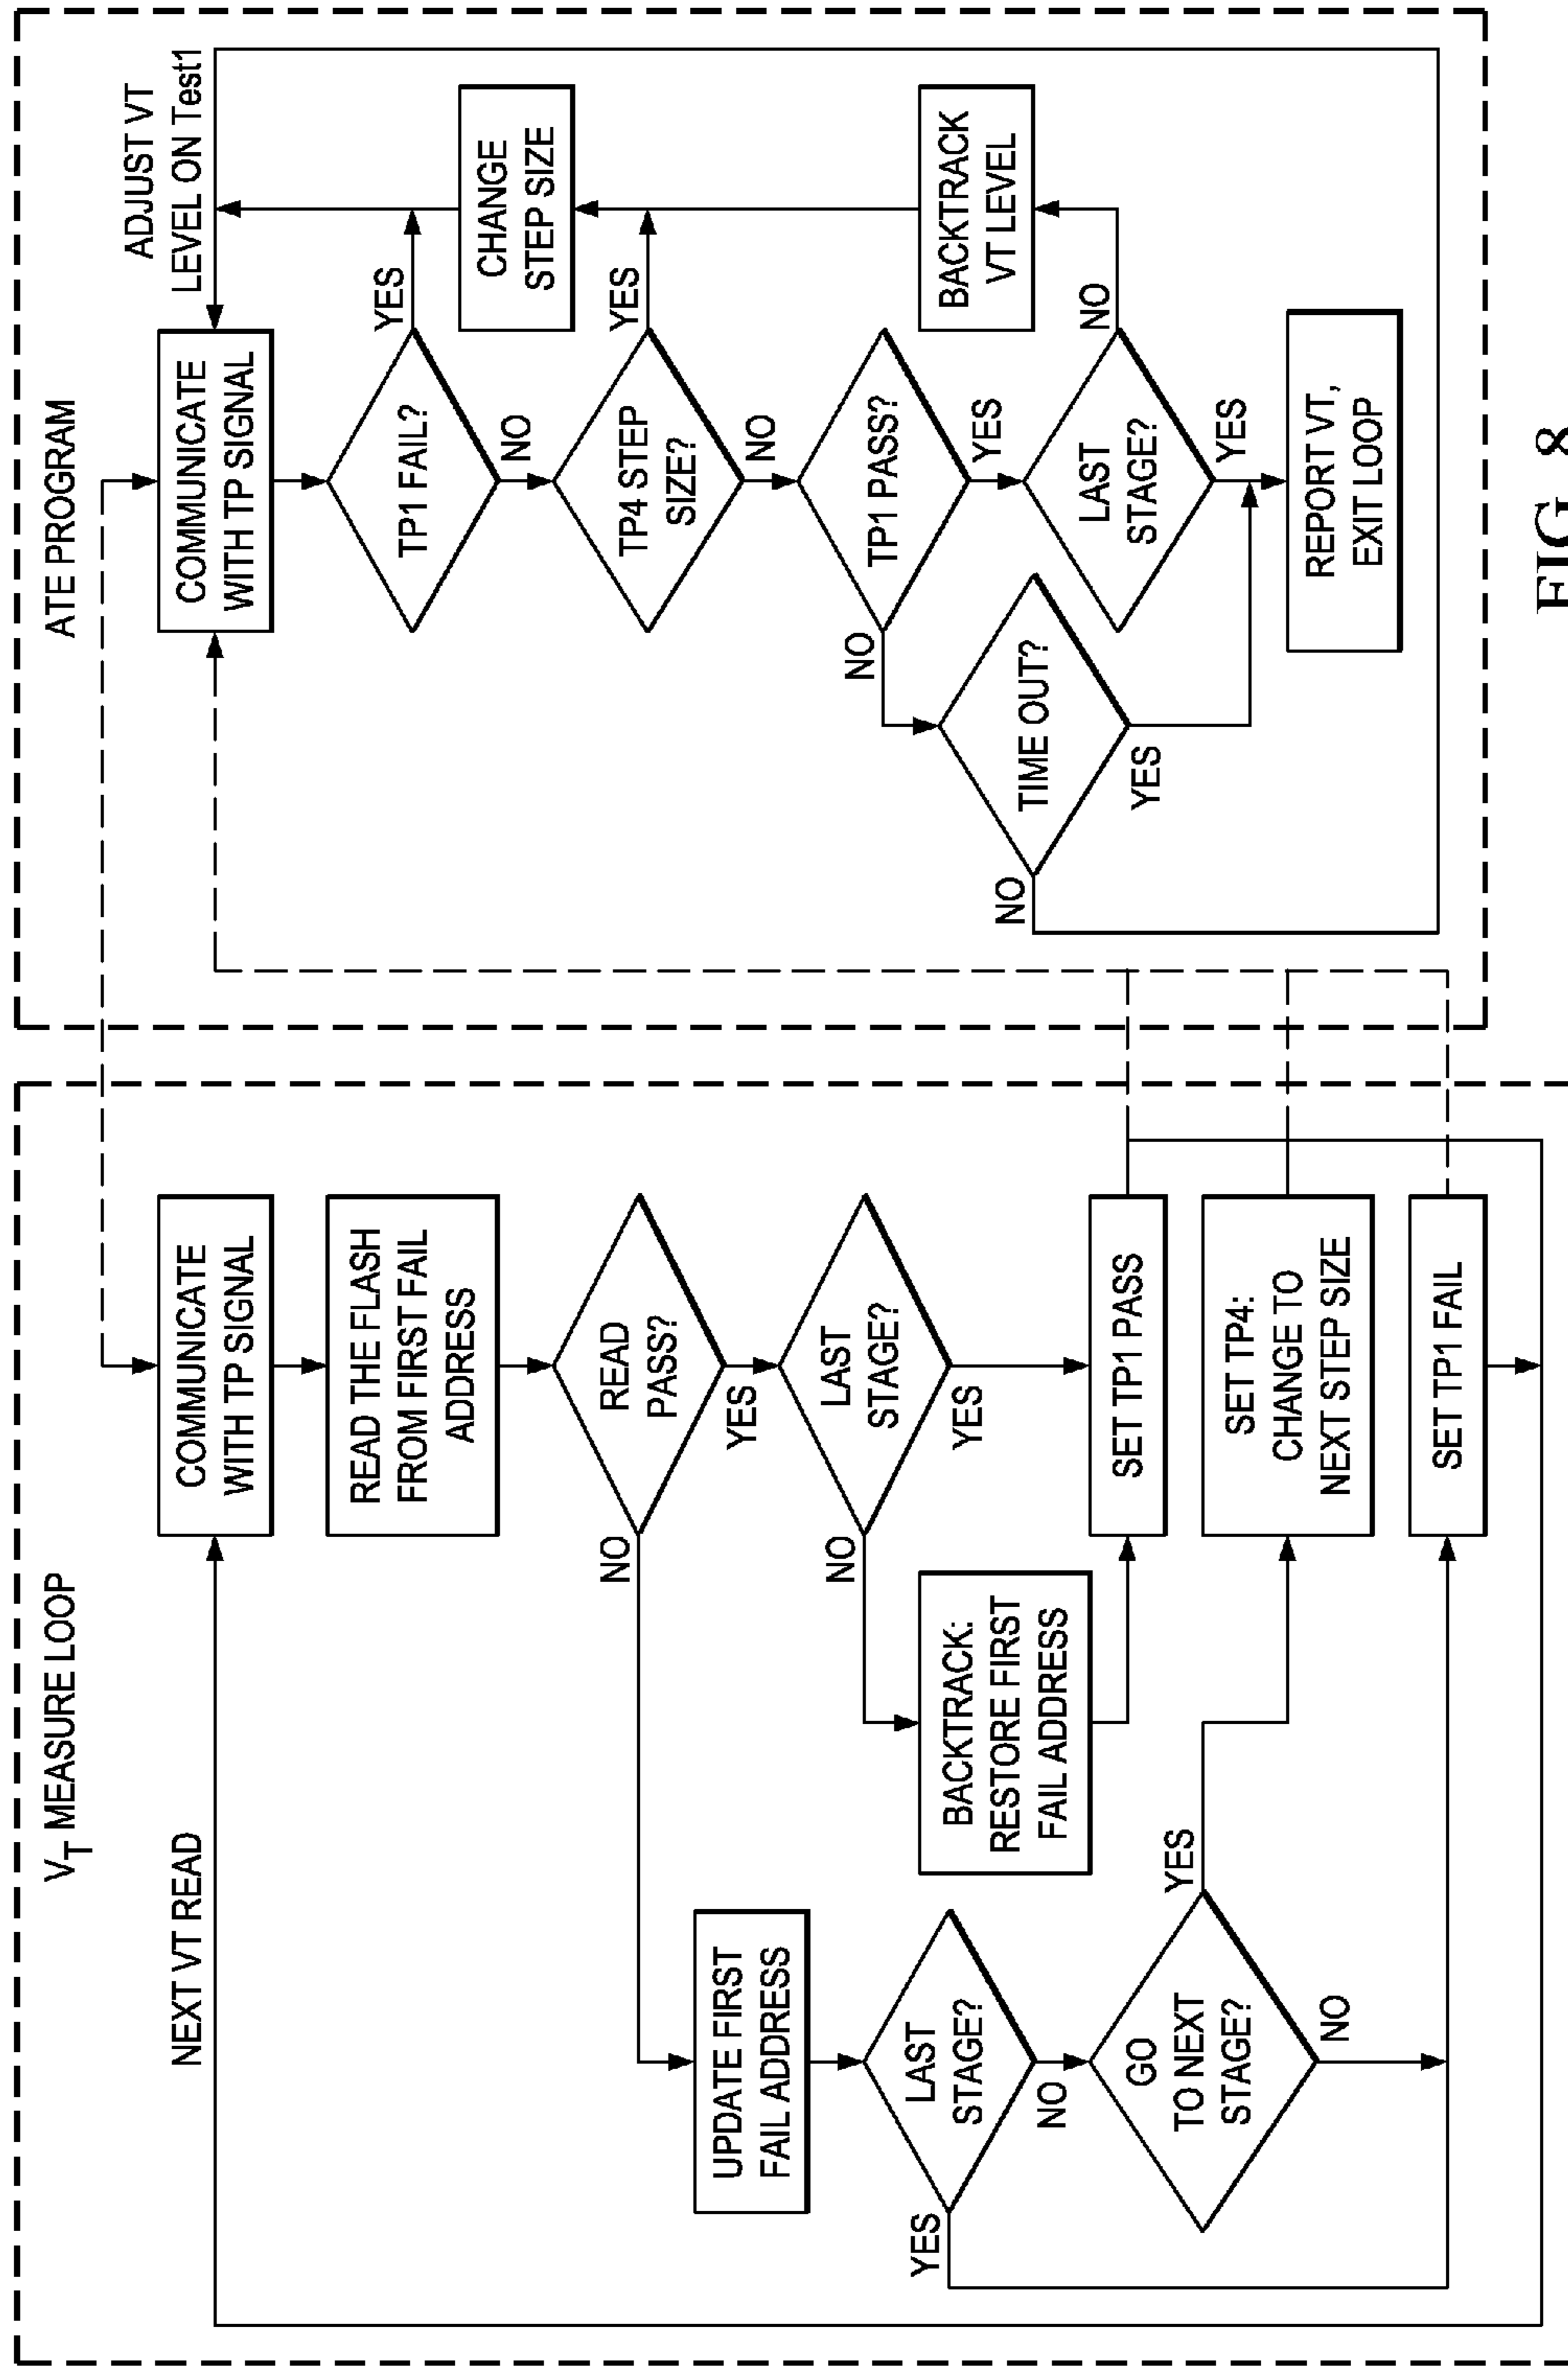 V_T MEASURE LOOP
NEXT VT READ
COMMUNICATE
WITH TP SIGNAL
READ THE FLASH
FROM FIRST FAIL
ADDRESS
READ
PASS?
NO
YES
UPDATE FIRST
FAIL ADDRESS
LAST
STAGE?
NO
YES
LAST
STAGE?
YES
NO
BACKTRACK:
RESTORE FIRST
FAIL ADDRESS
GO
TO NEXT
STAGE?
YES
NO
SET TP1 PASS
SET TP4:
CHANGE TO
NEXT STEP SIZE
SET TP1 FAIL
ATE PROGRAM
ADJUST VT
LEVEL ON Test1
COMMUNICATE
WITH TP SIGNAL
TP1 FAIL?
YES
NO
CHANGE
STEP SIZE
TP4 STEP
SIZE?
YES
NO
TP1 PASS?
NO
YES
BACKTRACK
VT LEVEL
TIME OUT?
NO
YES
LAST
STAGE?
NO
YES
REPORT VT,
EXIT LOOP
FIG. 8